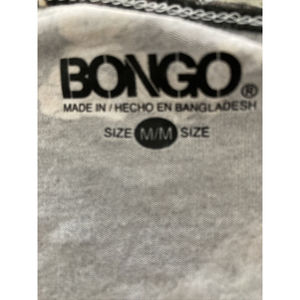 BONGO®
MADE IN / HECHO EN BANGLADESH
SIZE M/M SIZE